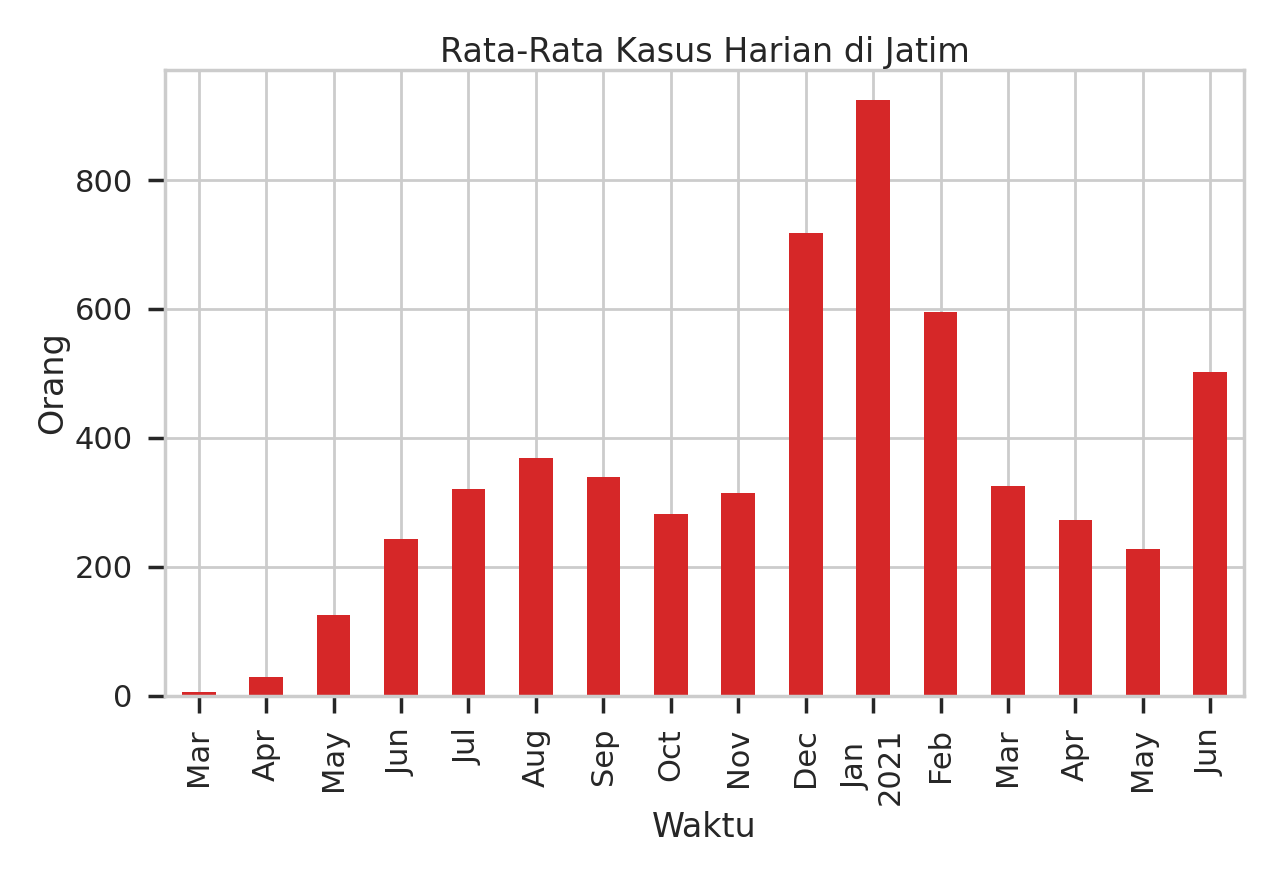 Rata-Rata Kasus Harian di Jatim
800
600
400
200
0
Orang
Mar
Apr
May
Jun
Jul
Aug
Sep
Oct
Nov
Dec
Jan
2021
Feb
Mar
Apr
May
Jun
Waktu